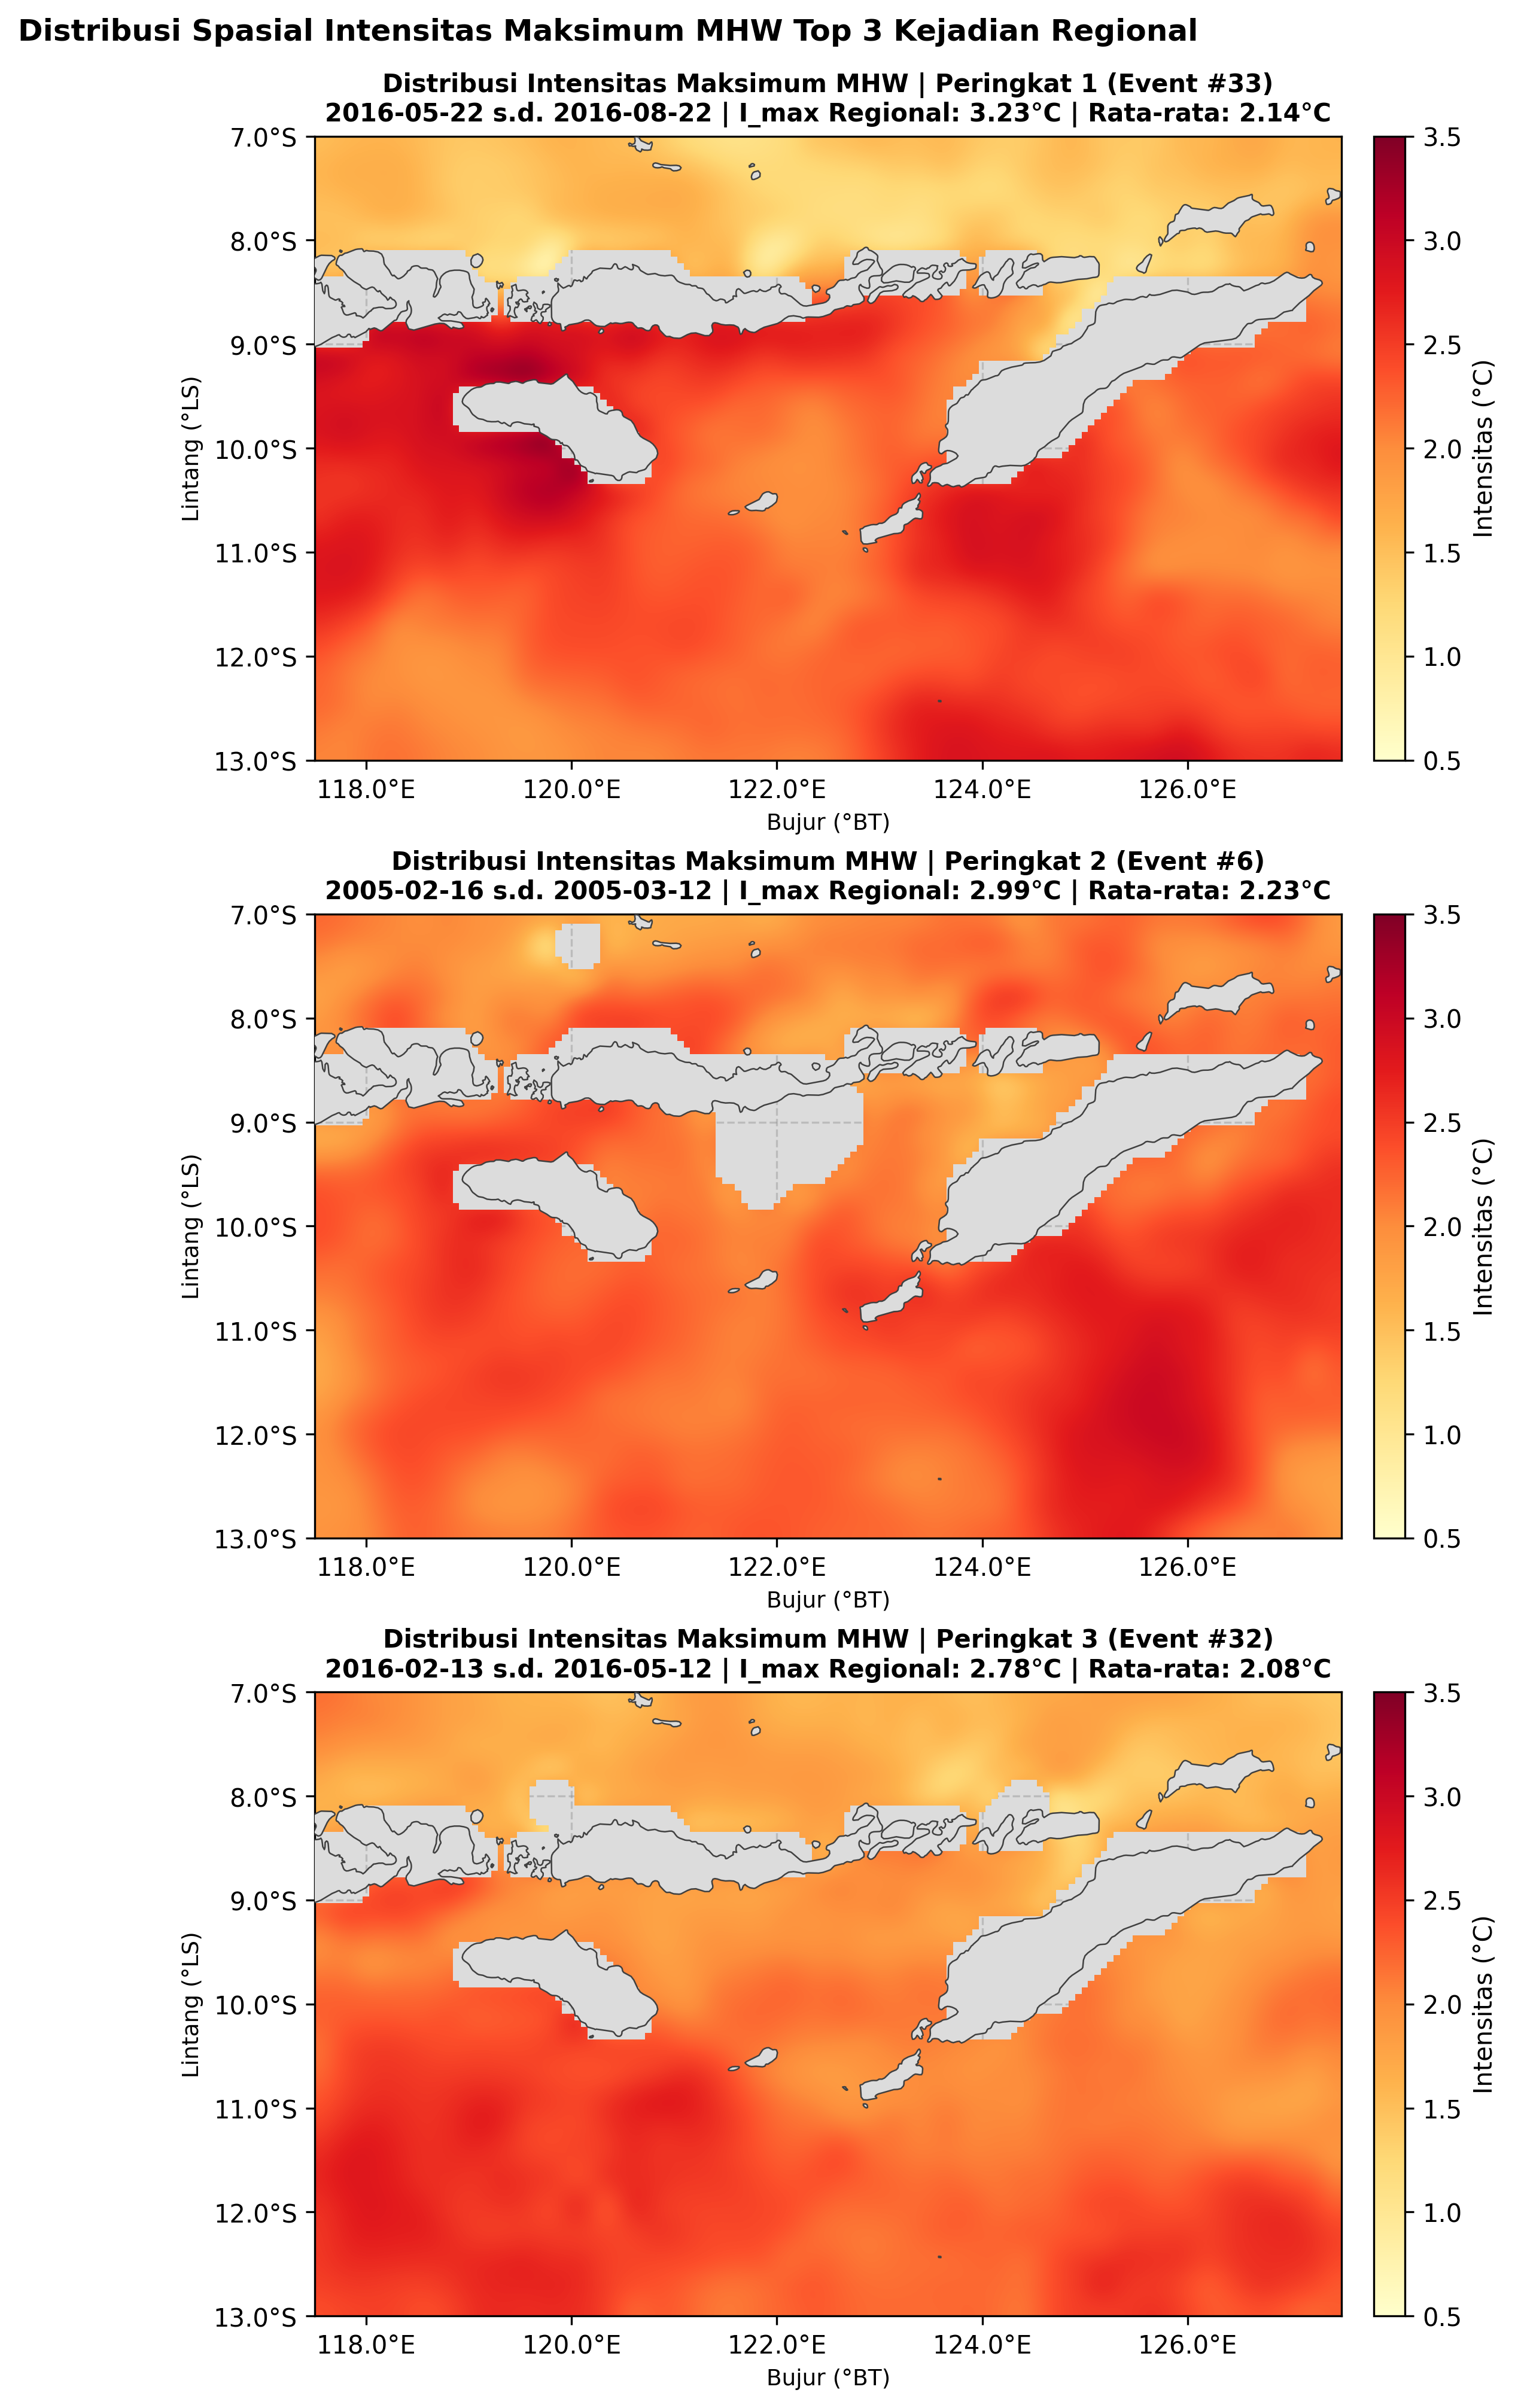 Distribusi Spasial Intensitas Maksimum MHW Top 3 Kejadian Regional
Distribusi Intensitas Maksimum MHW | Peringkat 1 (Event #33)
2016-05-22 s.d. 2016-08-22 | I_max Regional: 3.23°C | Rata-rata: 2.14°C
7.0°S
8.0°S
9.0°S
10.0°S
11.0°S
12.0°S
13.0°S
Lintang (°LS)
118.0°E 120.0°E 122.0°E 124.0°E 126.0°E
Bujur (°BT)
3.5
3.0
2.5
2.0
1.5
1.0
0.5
Intensitas (°C)
Distribusi Intensitas Maksimum MHW | Peringkat 2 (Event #6)
2005-02-16 s.d. 2005-03-12 | I_max Regional: 2.99°C | Rata-rata: 2.23°C
7.0°S
8.0°S
9.0°S
10.0°S
11.0°S
12.0°S
13.0°S
Lintang (°LS)
118.0°E 120.0°E 122.0°E 124.0°E 126.0°E
Bujur (°BT)
3.5
3.0
2.5
2.0
1.5
1.0
0.5
Intensitas (°C)
Distribusi Intensitas Maksimum MHW | Peringkat 3 (Event #32)
2016-02-13 s.d. 2016-05-12 | I_max Regional: 2.78°C | Rata-rata: 2.08°C
7.0°S
8.0°S
9.0°S
10.0°S
11.0°S
12.0°S
13.0°S
Lintang (°LS)
118.0°E 120.0°E 122.0°E 124.0°E 126.0°E
Bujur (°BT)
3.5
3.0
2.5
2.0
1.5
1.0
0.5
Intensitas (°C)